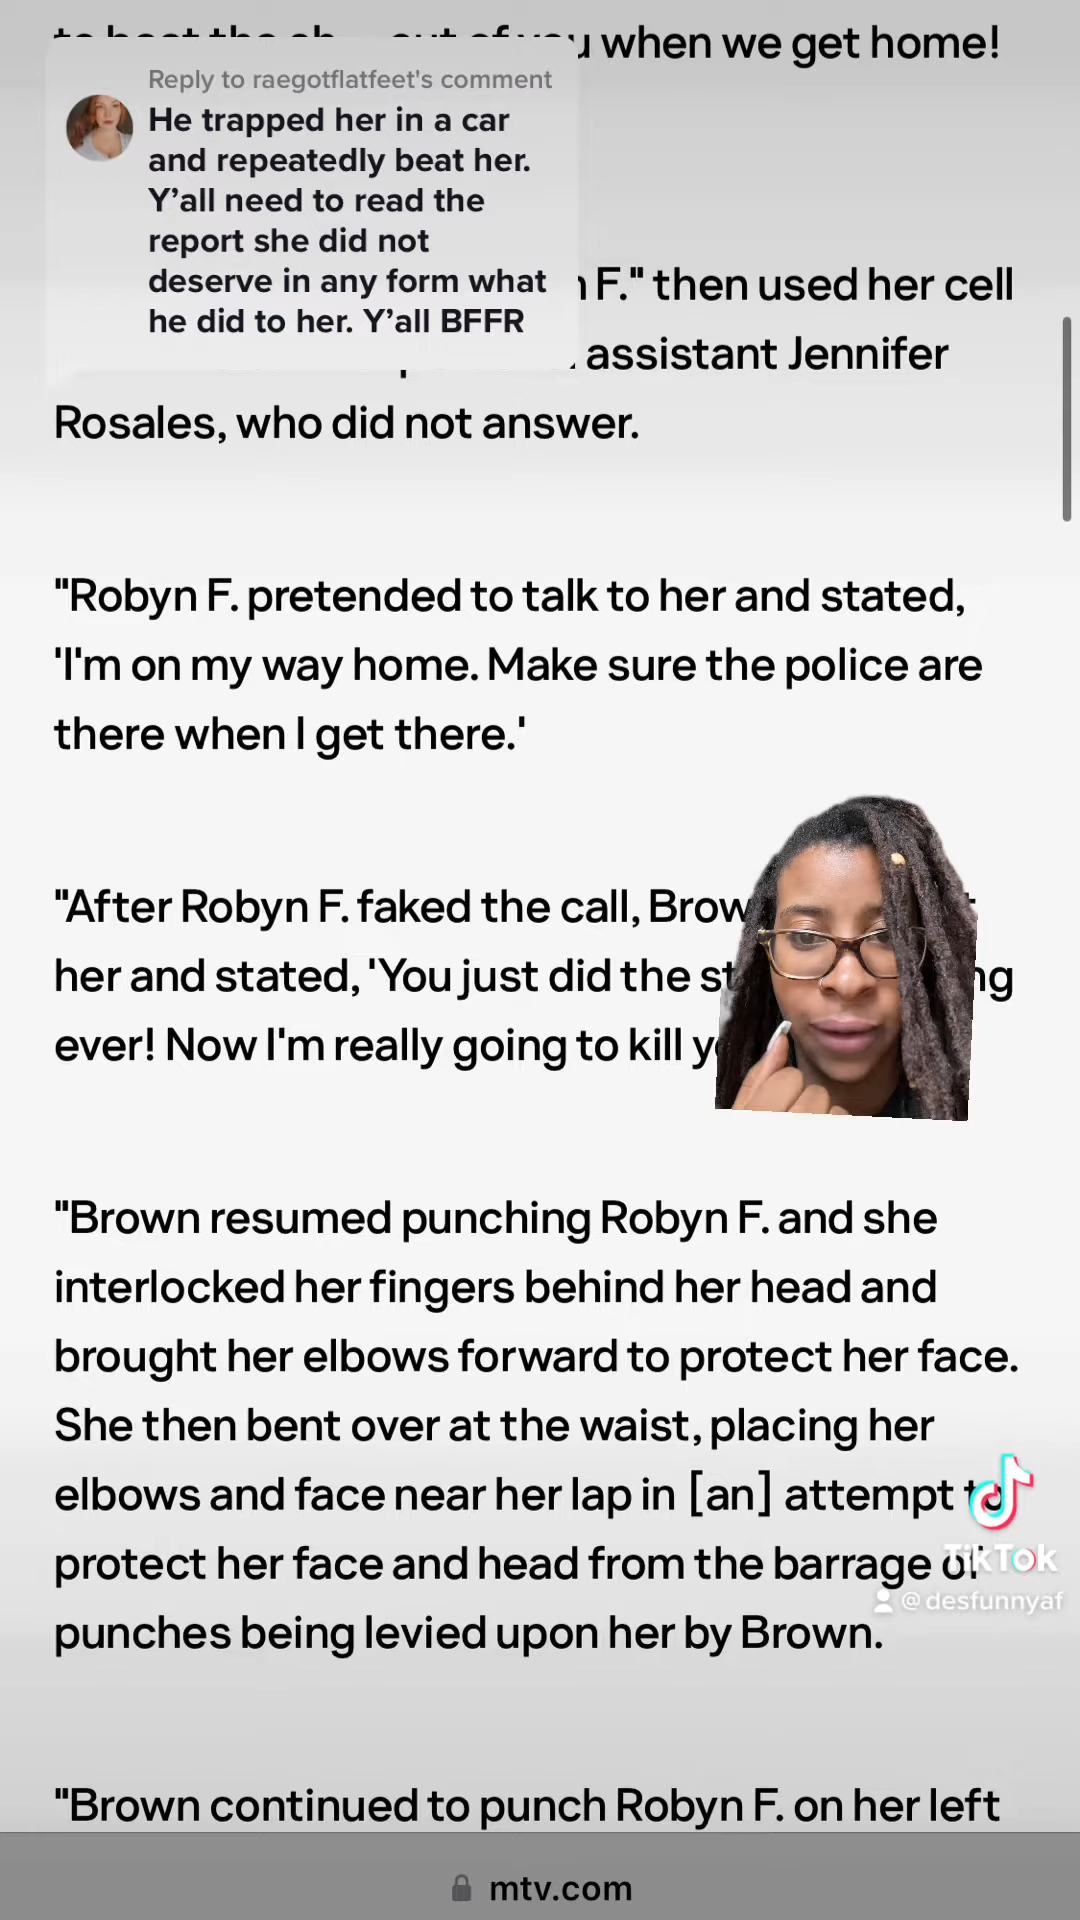 u when we get home!
Reply to raegotflatfeet's comment
He trapped her in a car
and repeatedly beat her.
Y'all need to read the
report she did not
deserve in any form what
he did to her. Y'all BFFR
F." then used her cell
assistant Jennifer
Rosales, who did not answer.
"Robyn F. pretended to talk to her and stated,
'I'm on my way home. Make sure the police are
there when I get there.'
"After Robyn F. faked the call, Brow
her and stated, 'You just did the st ng
ever! Now I'm really going to kill y
"Brown resumed punching Robyn F. and she
interlocked her fingers behind her head and
brought her elbows forward to protect her face.
She then bent over at the waist, placing her
elbows and face near her lap in [an] attempt to
protect her face and head from the barrage of
punches being levied upon her by Brown.
TikTok
@desfunnyaf
"Brown continued to punch Robyn F. on her left
mtv.com